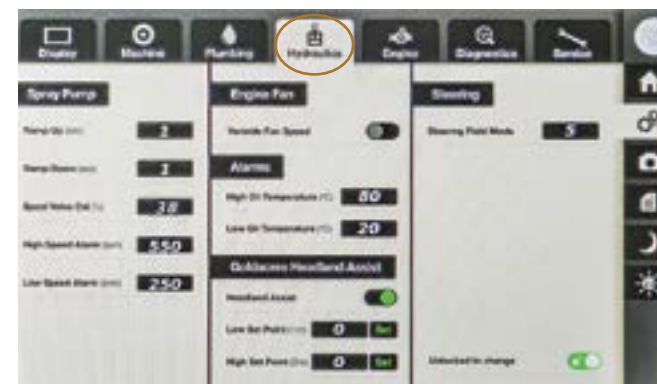 Display
Machine
Plumbing
Hydraulics
Engine
Diagnostics
Service
Spray Pump
Ramp Up (sec) 2
Ramp Down (sec)
Speed Valve Cal (%) 38
High Speed Alarm (rpm) 550
Low Speed Alarm (rpm) 250
Engine Fan
Variable Fan Speed
Alarms
High Oil Temperature (°C) 80
Low Oil Temperature (°C) 20
Goldacres Headland Assist
Headland Assist
Low Set Point 0 Set
High Set Point 0 Set
Steering
Steering Field Mode 5
Unlocked to change